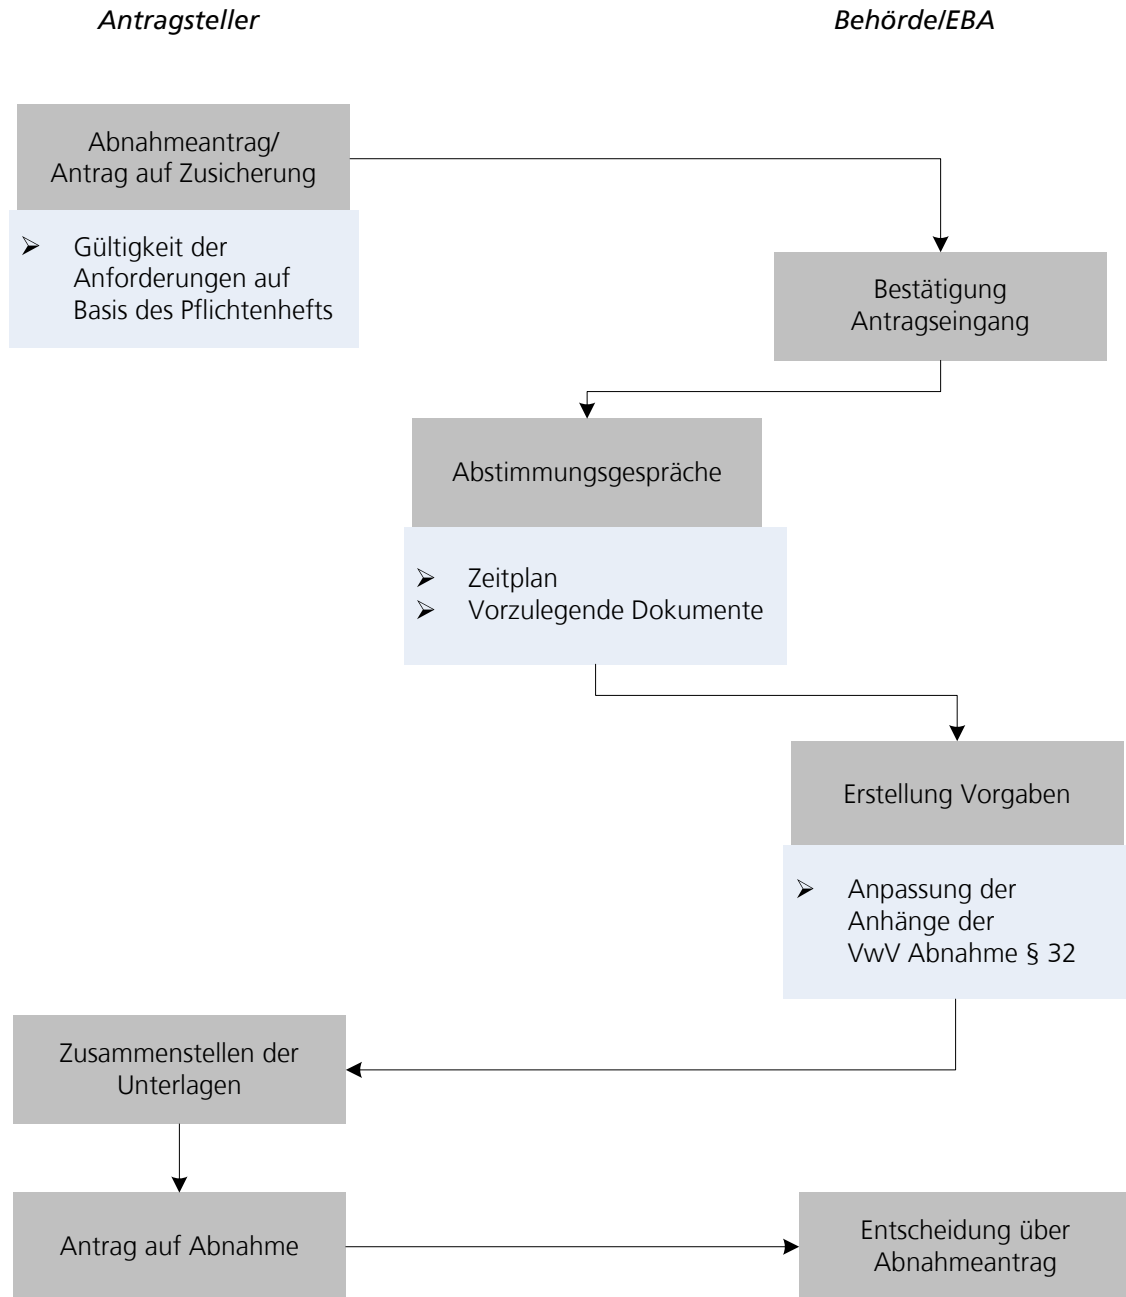 Antragsteller
Behörde/EBA
Abnahmeantrag/
Antrag auf Zusicherung
➢ Gültigkeit der
Anforderungen auf
Basis des Pflichtenhefts
Bestätigung
Antragseingang
Abstimmungsgespräche
➢ Zeitplan
➢ Vorzulegende Dokumente
Erstellung Vorgaben
➢ Anpassung der
Anhänge der
VwV Abnahme § 32
Zusammenstellen der
Unterlagen
Antrag auf Abnahme
Entscheidung über
Abnahmeantrag